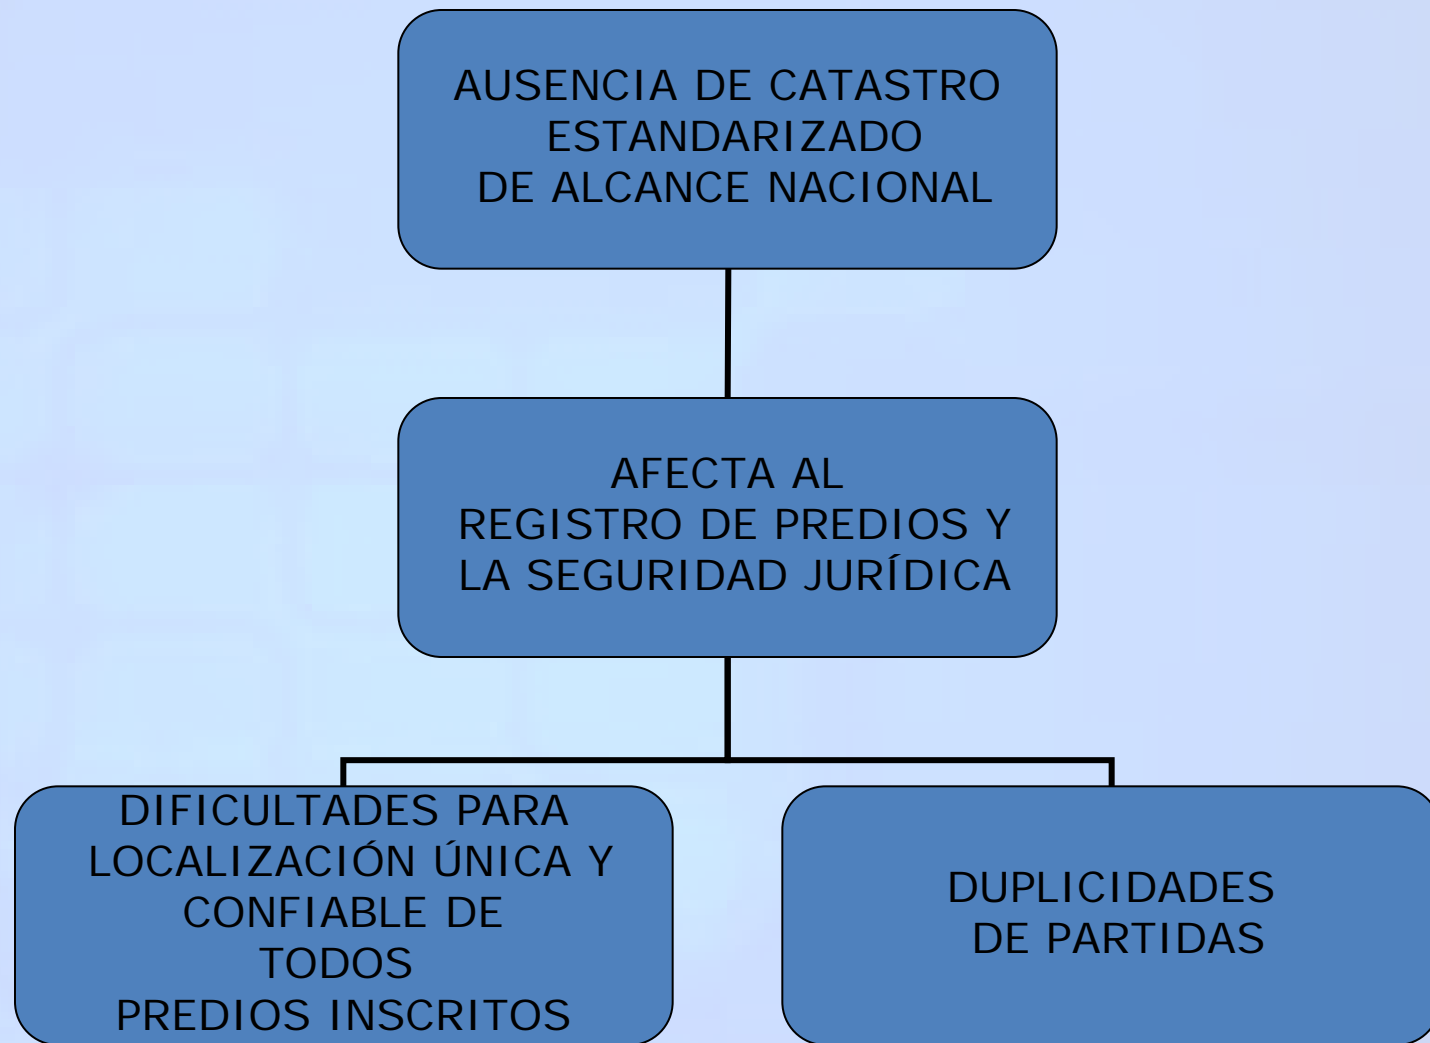 AUSENCIA DE CATASTRO
ESTANDARIZADO
DE ALCANCE NACIONAL
AFECTA AL
REGISTRO DE PREDIOS Y
LA SEGURIDAD JURÍDICA
DIFICULTADES PARA
LOCALIZACIÓN ÚNICA Y
CONFIABLE DE
TODOS
PREDIOS INSCRITOS
DUPLICIDADES
DE PARTIDAS